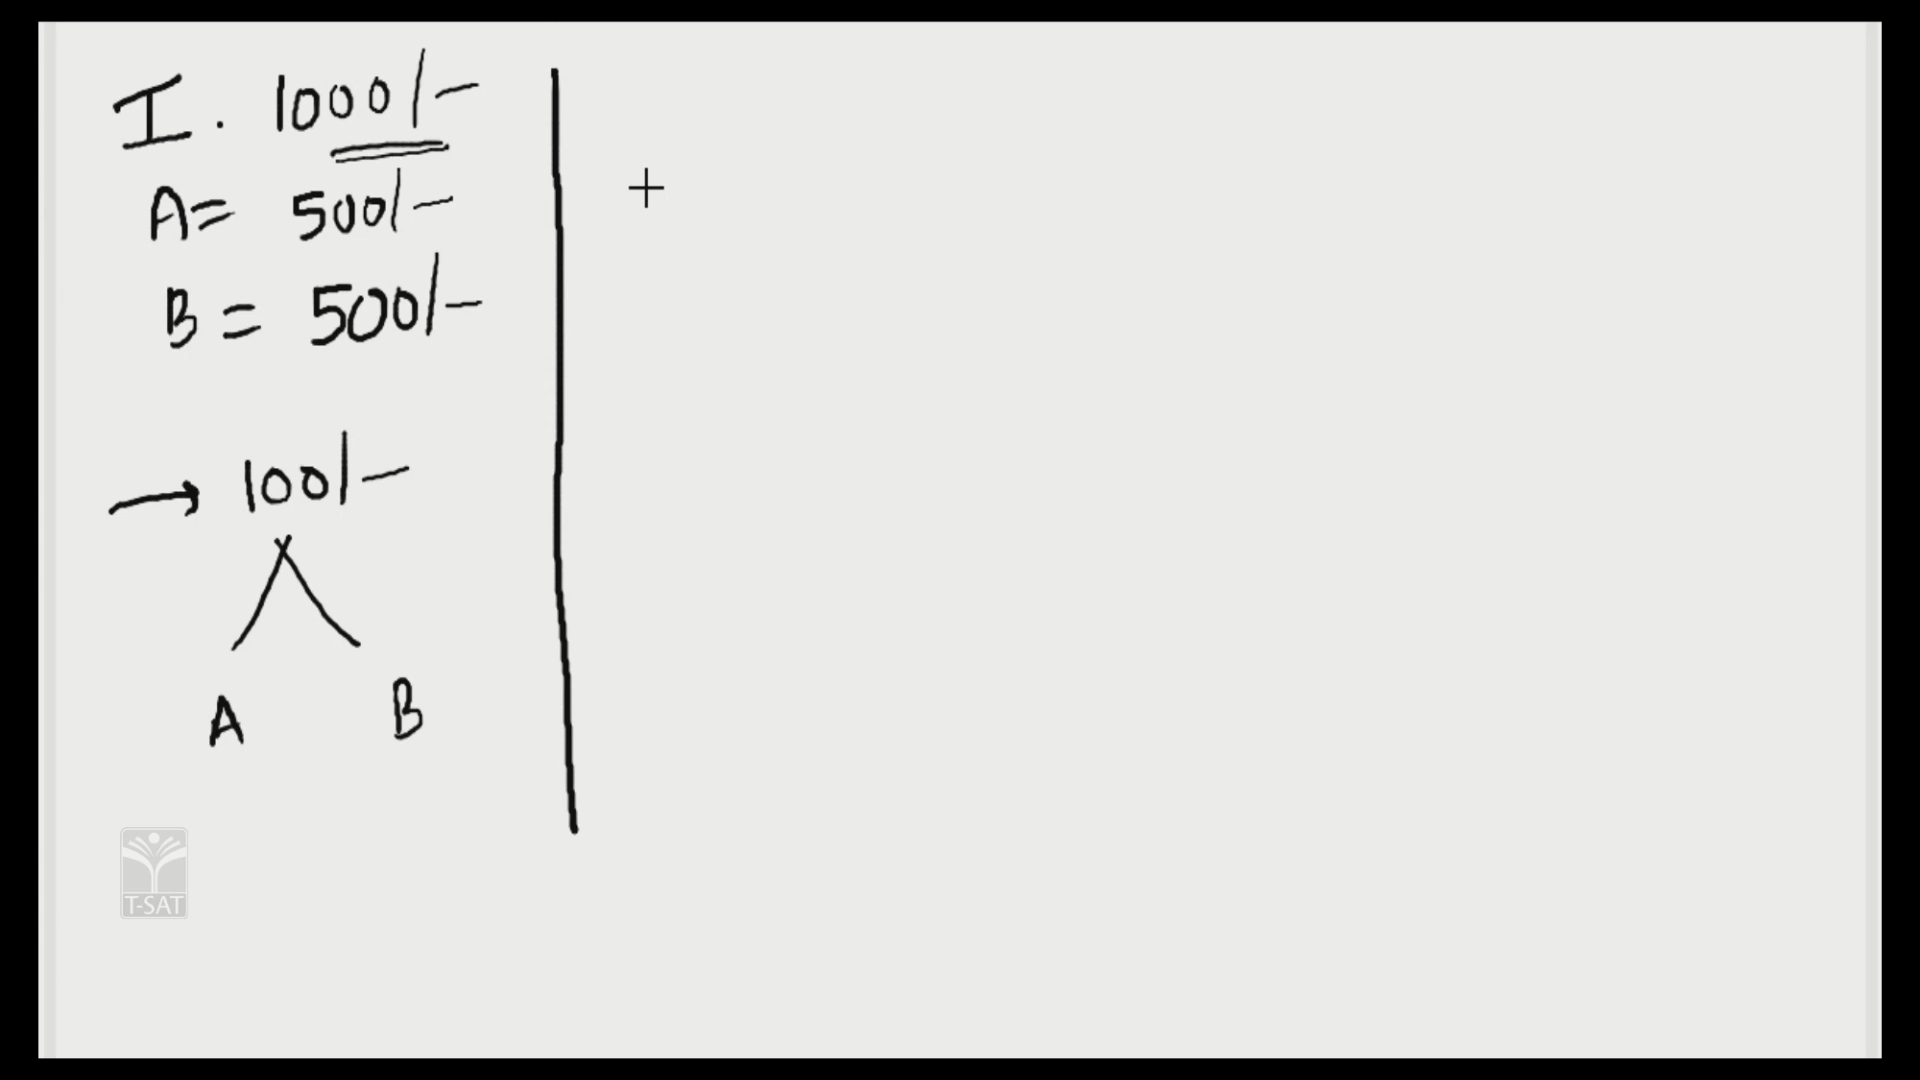 I. 1000/-
A= 500/-
B = 500/-
→ 100/-
A B
T-SAT